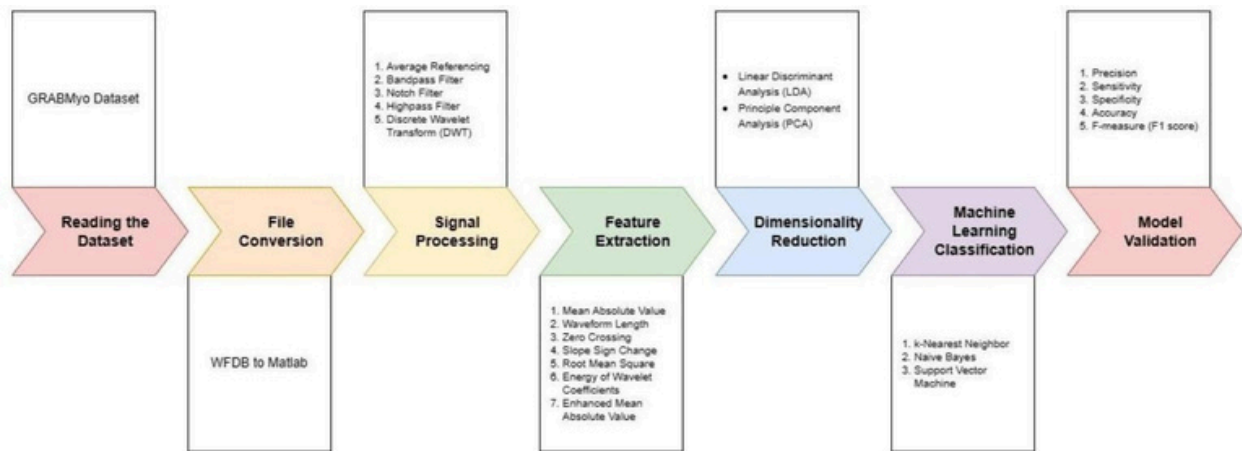 GRABMyo Dataset
Reading the
Dataset
File
Conversion
WFDB to Matlab
1. Average Referencing
2. Bandpass Filter
3. Notch Filter
4. Highpass Filter
5. Discrete Wavelet
Transform (DWT)
Signal
Processing
Feature
Extraction
1. Mean Absolute Value
2. Waveform Length
3. Zero Crossing
4. Slope Sign Change
5. Root Mean Square
6. Energy of Wavelet
Coefficients
7. Enhanced Mean
Absolute Value
• Linear Discriminant
Analysis (LDA)
• Principle Component
Analysis (PCA)
Dimensionality
Reduction
Machine
Learning
Classification
1. k-Nearest Neighbor
2. Naive Bayes
3. Support Vector
Machine
1. Precision
2. Sensitivity
3. Specificity
4. Accuracy
5. F-measure (F1 score)
Model
Validation